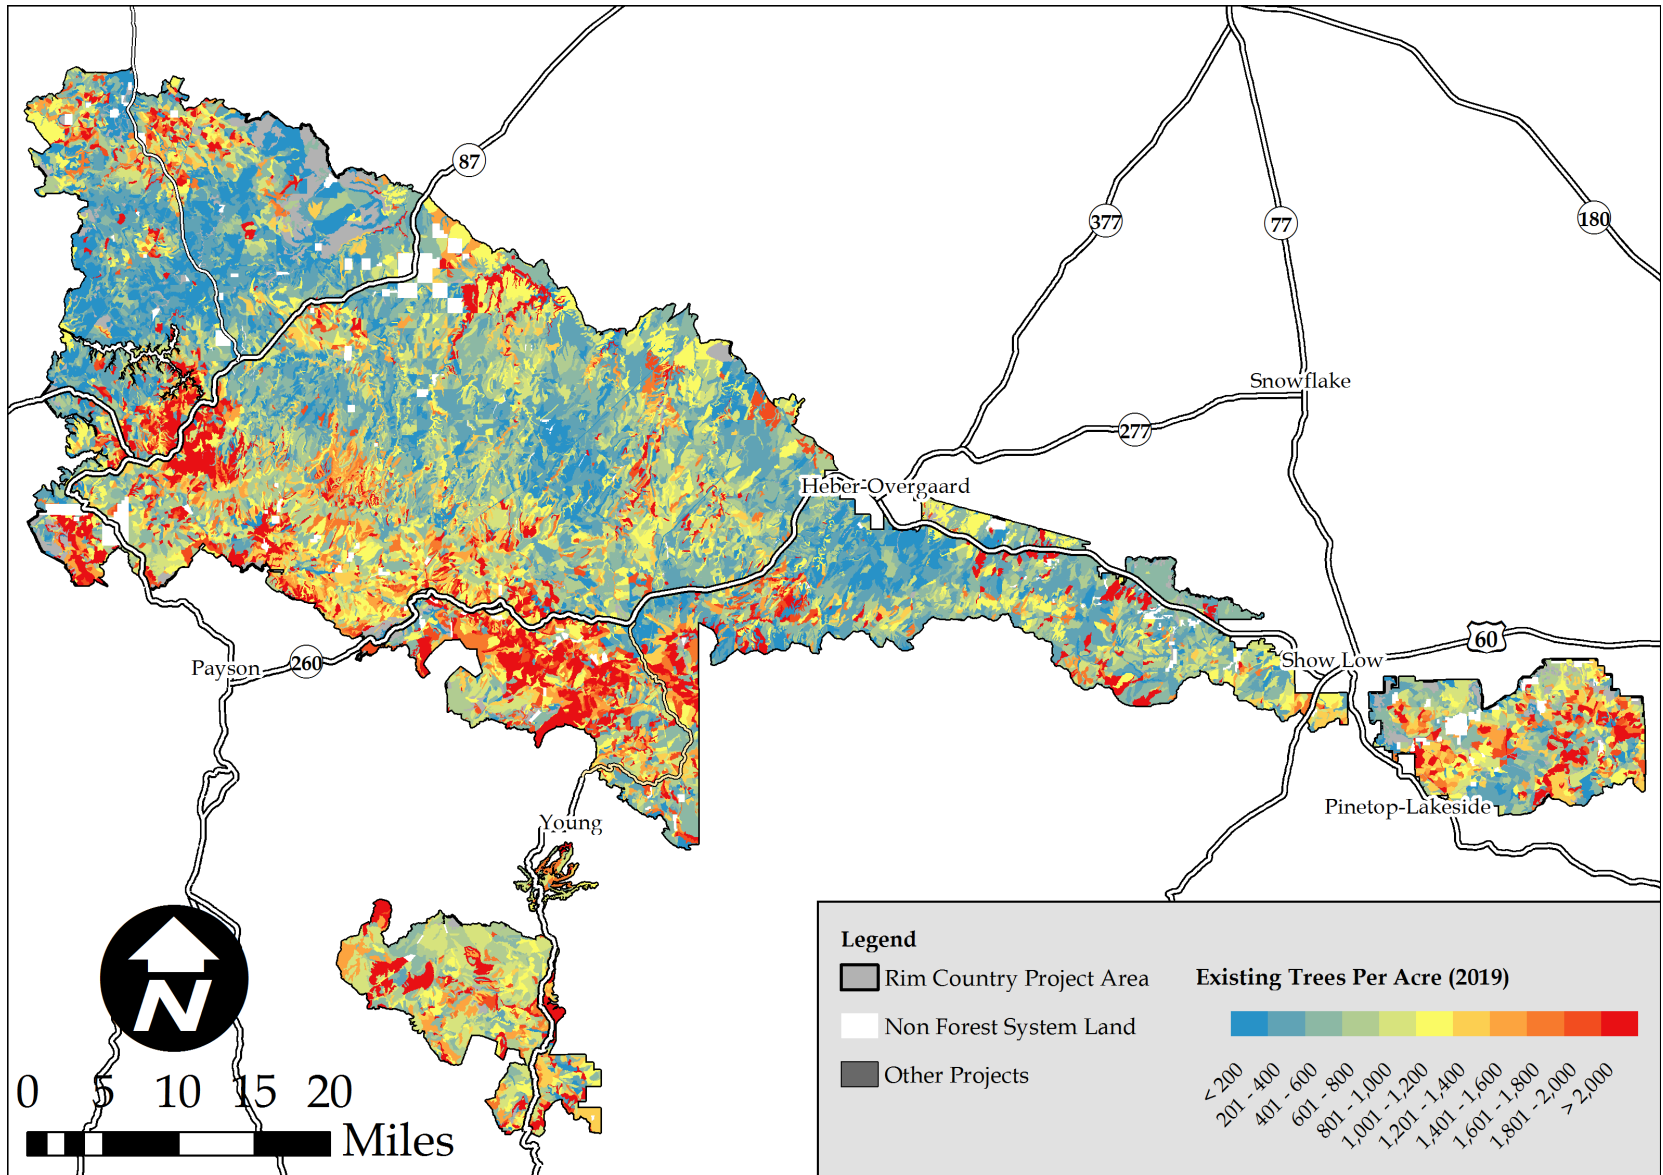 87
377
77
180
Snowflake
277
Heber-Overgaard
60
Show Low
Payson
260
Pinetop-Lakeside
Young
N
0 5 10 15 20
Miles
Legend
Rim Country Project Area
Non Forest System Land
Other Projects
Existing Trees Per Acre (2019)
< 200
201 - 400
401 - 600
601 - 800
801 - 1,000
1,001 - 1,200
1,201 - 1,400
1,401 - 1,600
1,601 - 1,800
1,801 - 2,000
> 2,000